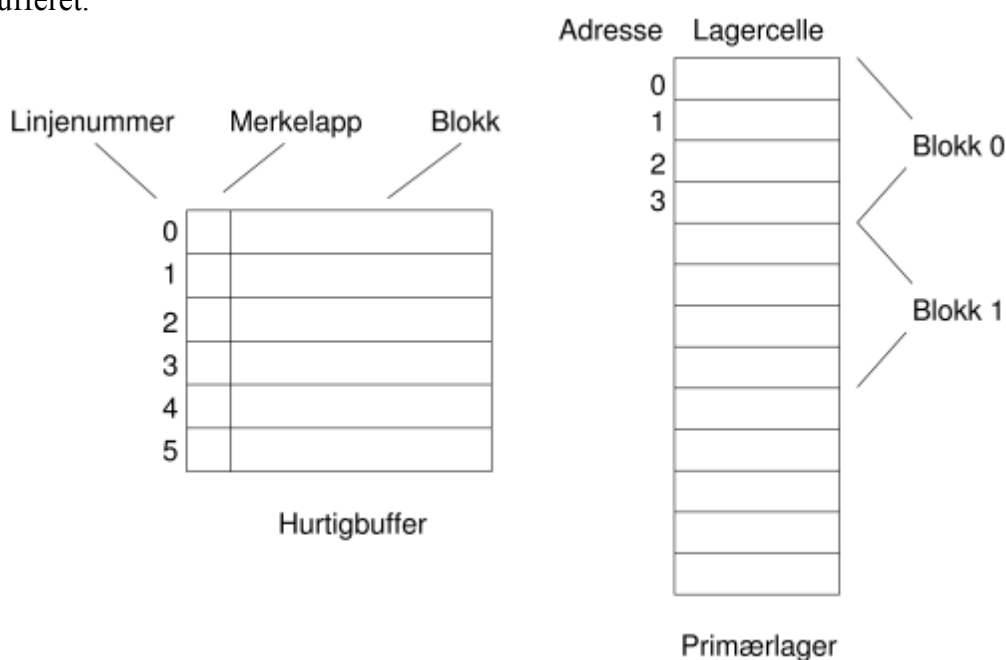 Adresse Lagercelle
Linjenummer Merkelapp Blokk
0
1
2
3
4
5
Hurtigbuffer
0
1
2
3
Blokk 0
Blokk 1
Primærlager